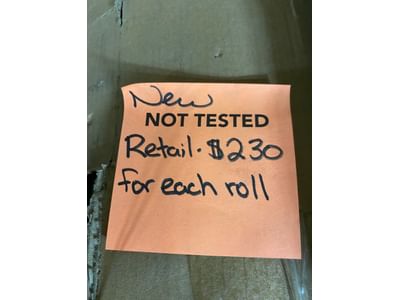 New
NOT TESTED
Retail. $230
for each roll